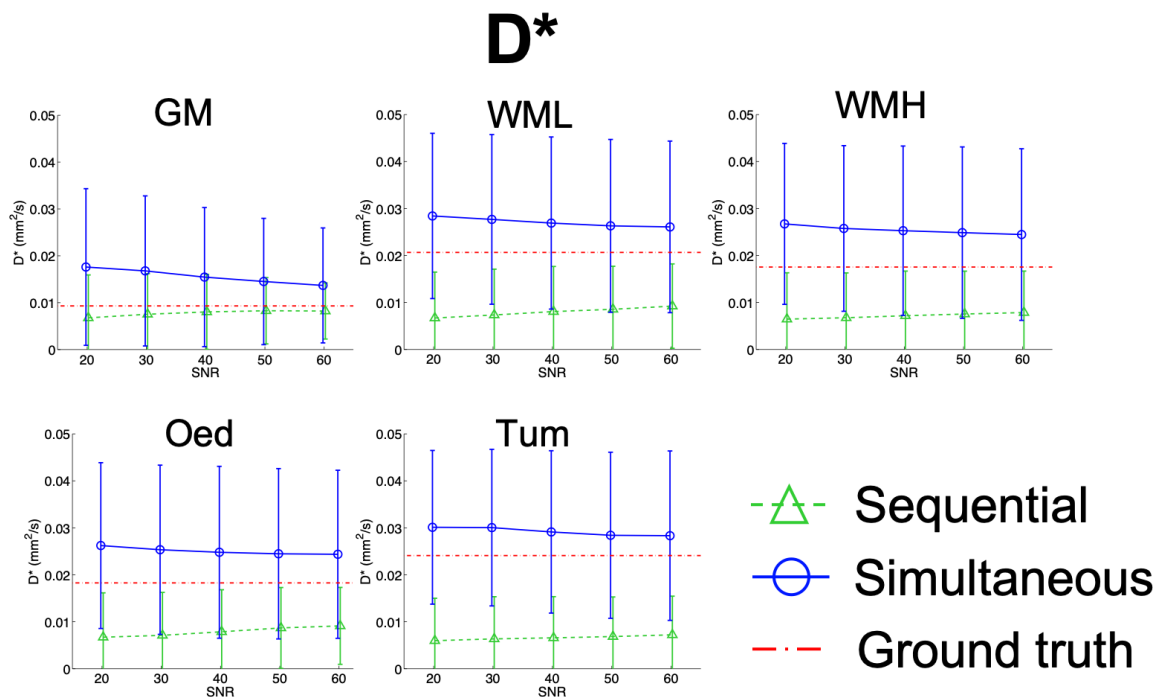 D*
GM
0.05
0.04
0.03
0.02
0.01
0
D* (mm²/s)
20 30 40 50 60
SNR
WML
0.05
0.04
0.03
0.02
0.01
0
D* (mm²/s)
20 30 40 50 60
SNR
WMH
0.05
0.04
0.03
0.02
0.01
0
D* (mm²/s)
20 30 40 50 60
SNR
Oed
0.05
0.04
0.03
0.02
0.01
0
D* (mm²/s)
20 30 40 50 60
SNR
Tum
0.05
0.04
0.03
0.02
0.01
0
D* (mm²/s)
20 30 40 50 60
SNR
Sequential
Simultaneous
Ground truth